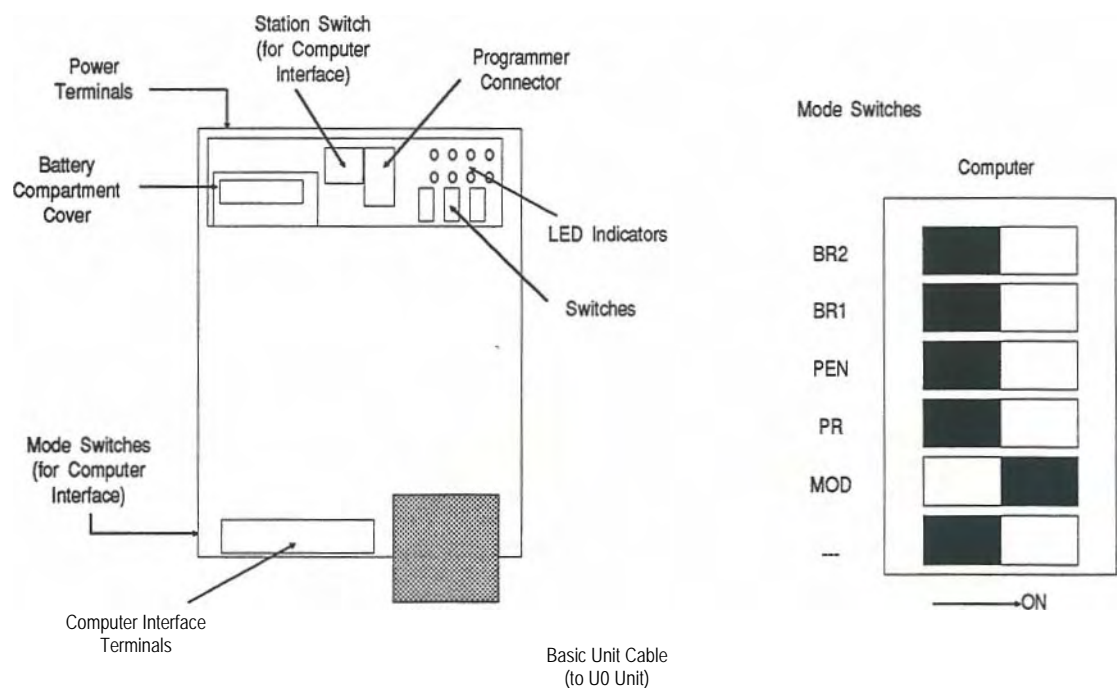 Station Switch
(for Computer
Interface)
Programmer
Connector
Power
Terminals
Battery
Compartment
Cover
LED Indicators
Switches
Mode Switches
(for Computer
Interface)
Computer Interface
Terminals
Basic Unit Cable
(to U0 Unit)
Mode Switches
Computer
BR2
BR1
PEN
PR
MOD
---
ON